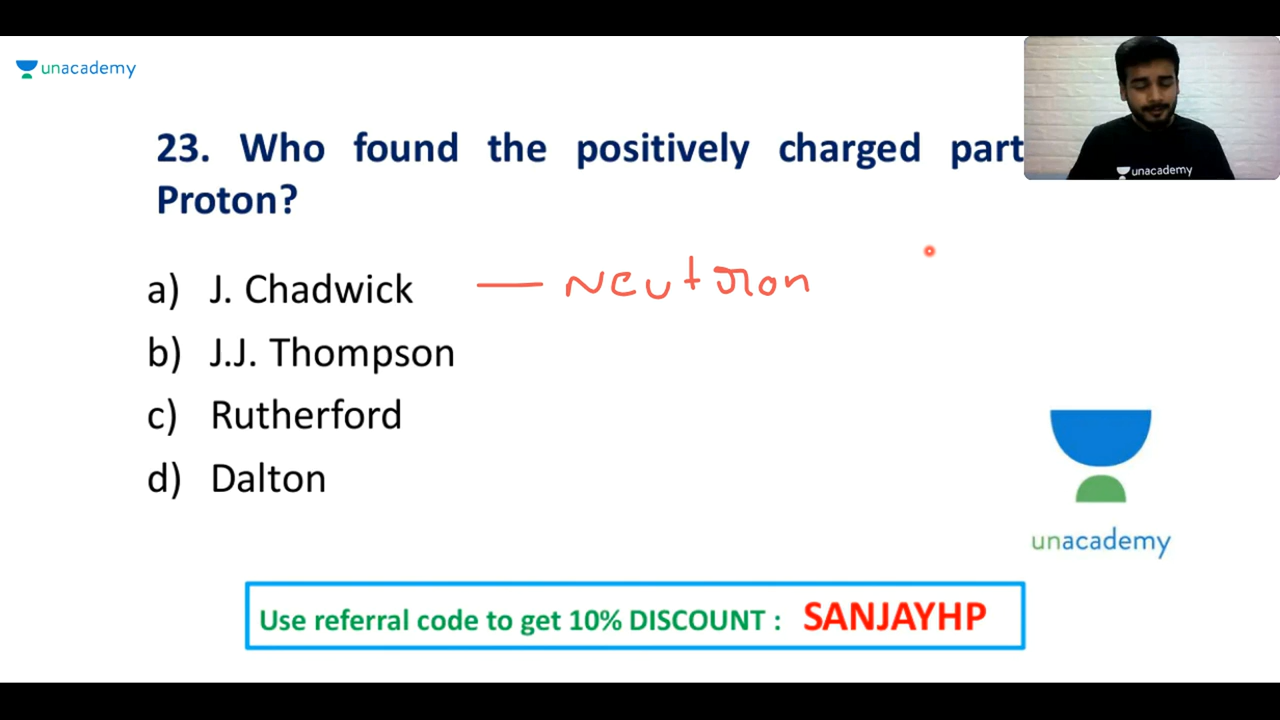 unacademy
23. Who found the positively charged part
Proton?
a) J. Chadwick — Neutron
b) J.J. Thompson
c) Rutherford
d) Dalton
unacademy
unacademy
Use referral code to get 10% DISCOUNT : SANJAYHP